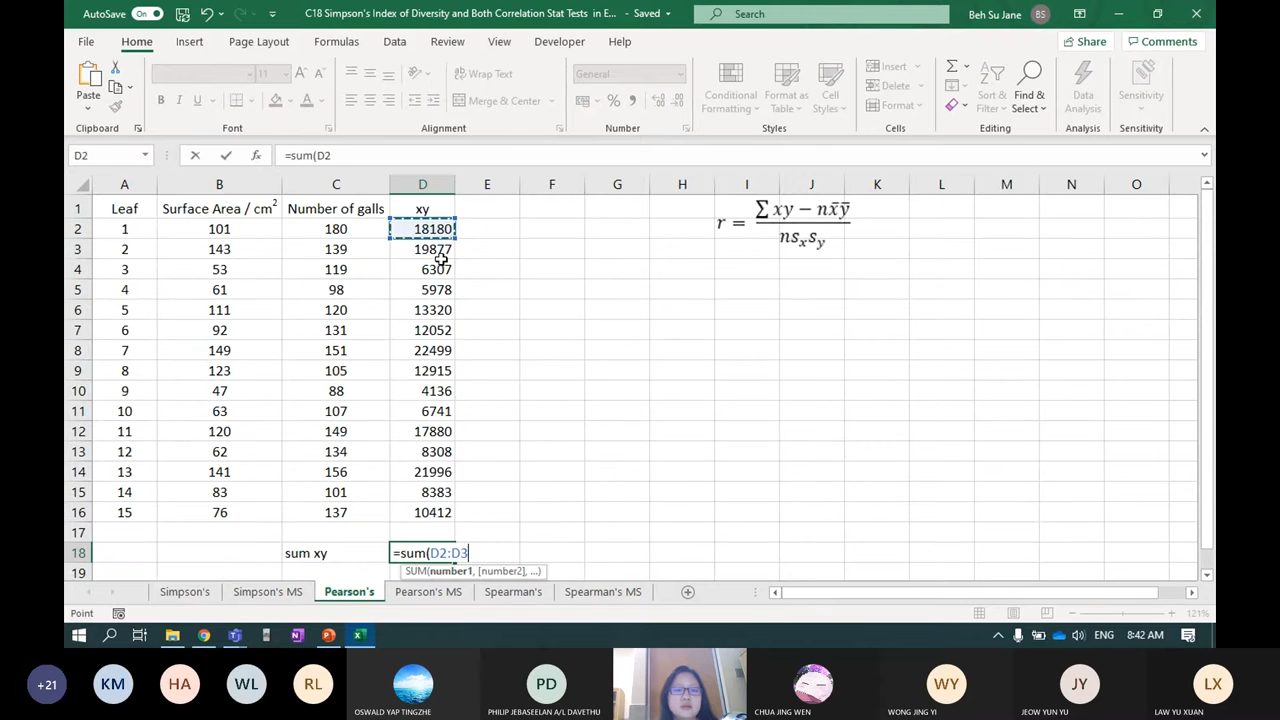 AutoSave On
C18 Simpson's Index of Diversity and Both Correlation Stat Tests in E... - Saved
Search
Beh Su Jane BS
File Home Insert Page Layout Formulas Data Review View Developer Help Share Comments
Paste 11 Wrap Text General Conditional Formatting Format as Table Cell Styles Insert Sort & Filter Find & Select Data Analysis Sensitivity
Merge & Center Delete
Format
Clipboard Font Alignment Number Styles Cells Editing Analysis Sensitivity
D2 =sum(D2
A B C D E F G H I J K L M N O
1 Leaf Surface Area / cm² Number of galls xy
2 1 101 180 18180
3 2 143 139 19877
4 3 53 119 6307
5 4 61 98 5978
6 5 111 120 13320
7 6 92 131 12052
8 7 149 151 22499
9 8 123 105 12915
10 9 47 88 4136
11 10 63 107 6741
12 11 120 149 17880
13 12 62 134 8308
14 13 141 156 21996
15 14 83 101 8383
16 15 76 137 10412
17
18 sum xy =sum(D2:D3
19 SUM(number1, [number2], ...)
r = (∑ xy − nx̄ȳ) / (nsₓsᵧ)
Simpson's Simpson's MS Pearson's Pearson's MS Spearman's Spearman's MS
Point 121%
ENG 8:42 AM
+21 KM HA WL RL OSWALD YAP TINGZHE PD PHILIP JEBASEELAN A/L DAVETHU CHUA JING WEN WY WONG JING YI JY JEOW YUN YU LX LAW YU XUAN